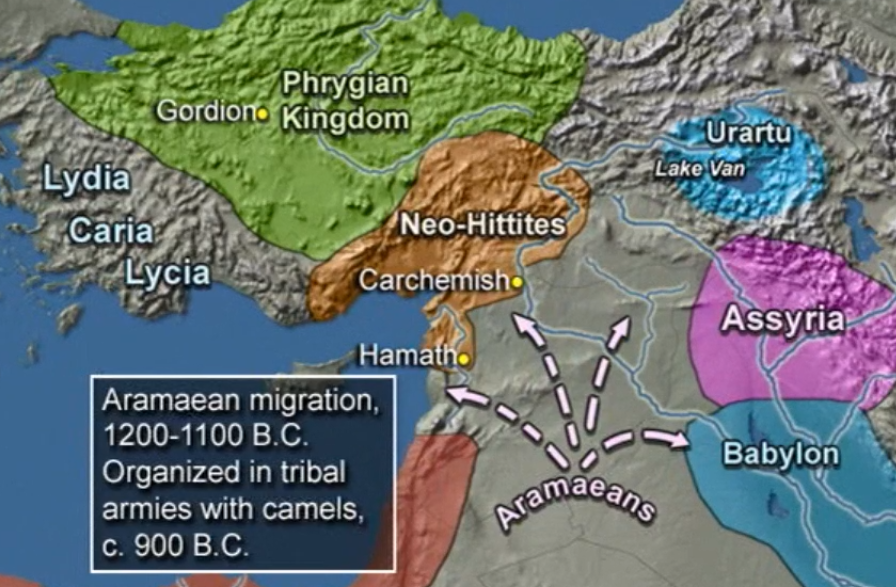 Phrygian
Kingdom
Gordion
Urartu
Lake Van
Lydia
Caria
Lycia
Neo-Hittites
Carchemish
Assyria
Hamath
Aramaean migration,
1200-1100 B.C.
Organized in tribal
armies with camels,
c. 900 B.C.
Babylon
Aramaeans